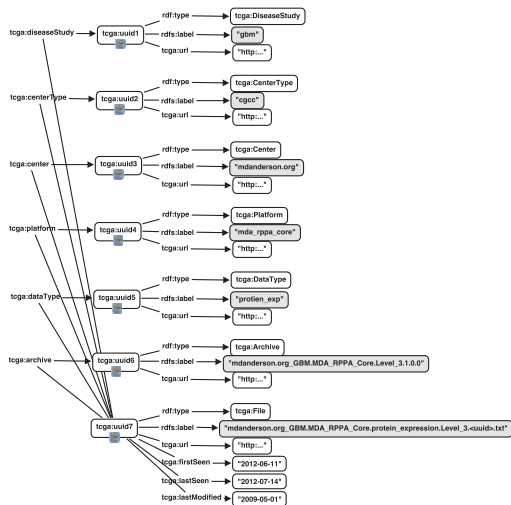 rdf:type tcga:DiseaseStudy
tcga:diseaseStudy tcga:uuid1 rdfs:label "gbm"
tcga:url "http:..."
rdf:type tcga:CenterType
tcga:centerType tcga:uuid2 rdfs:label "cgcc"
tcga:url "http:..."
rdf:type tcga:Center
tcga:center tcga:uuid3 rdfs:label "mdanderson.org"
tcga:url "http:..."
rdf:type tcga:Platform
tcga:platform tcga:uuid4 rdfs:label "mda_rppa_core"
tcga:url "http:..."
rdf:type tcga:DataType
tcga:dataType tcga:uuid5 rdfs:label "protien_exp"
tcga:url "http:..."
rdf:type tcga:Archive
tcga:archive tcga:uuid6 rdfs:label "mdanderson.org_GBM.MDA_RPPA_Core.Level_3.1.0.0"
tcga:url "http:..."
rdf:type tcga:File
tcga:uuid7 rdfs:label "mdanderson.org_GBM.MDA_RPPA_Core.protein_expression.Level_3.<uuid>.txt"
tcga:url "http:..."
tcga:firstSeen "2012-06-11"
tcga:lastSeen "2012-07-14"
tcga:lastModified "2009-05-01"